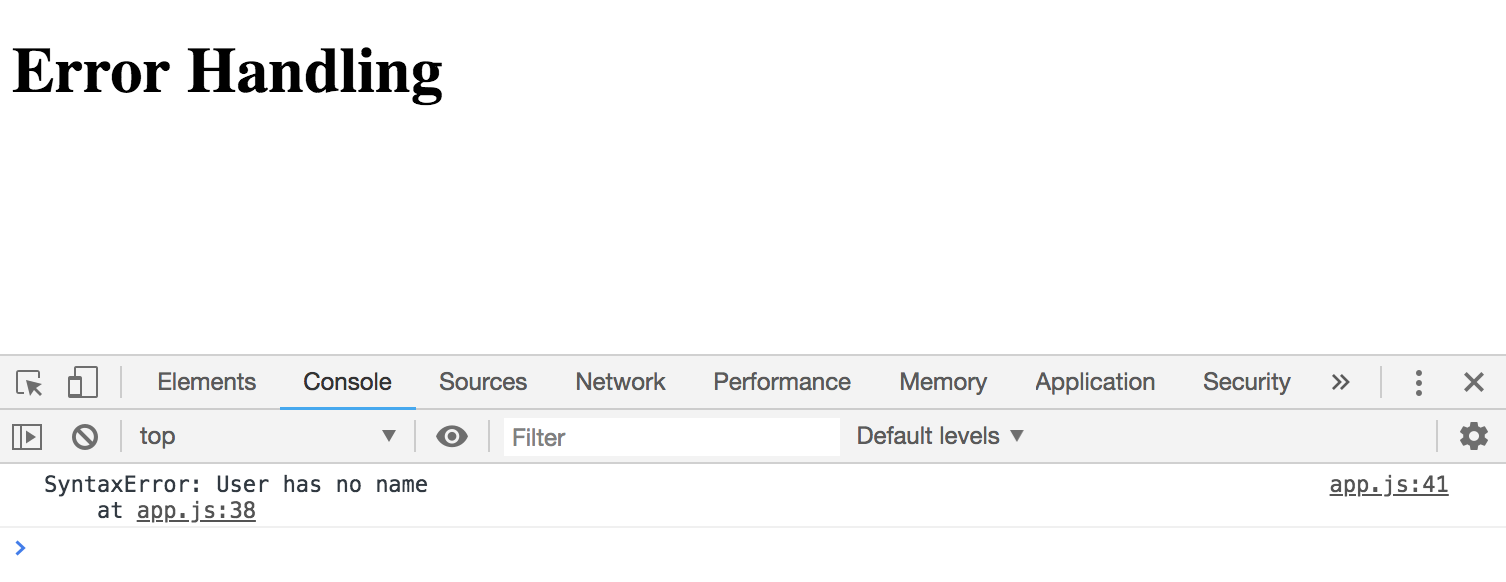 Error Handling
Elements Console Sources Network Performance Memory Application Security
top Filter Default levels
SyntaxError: User has no name app.js:41
at app.js:38